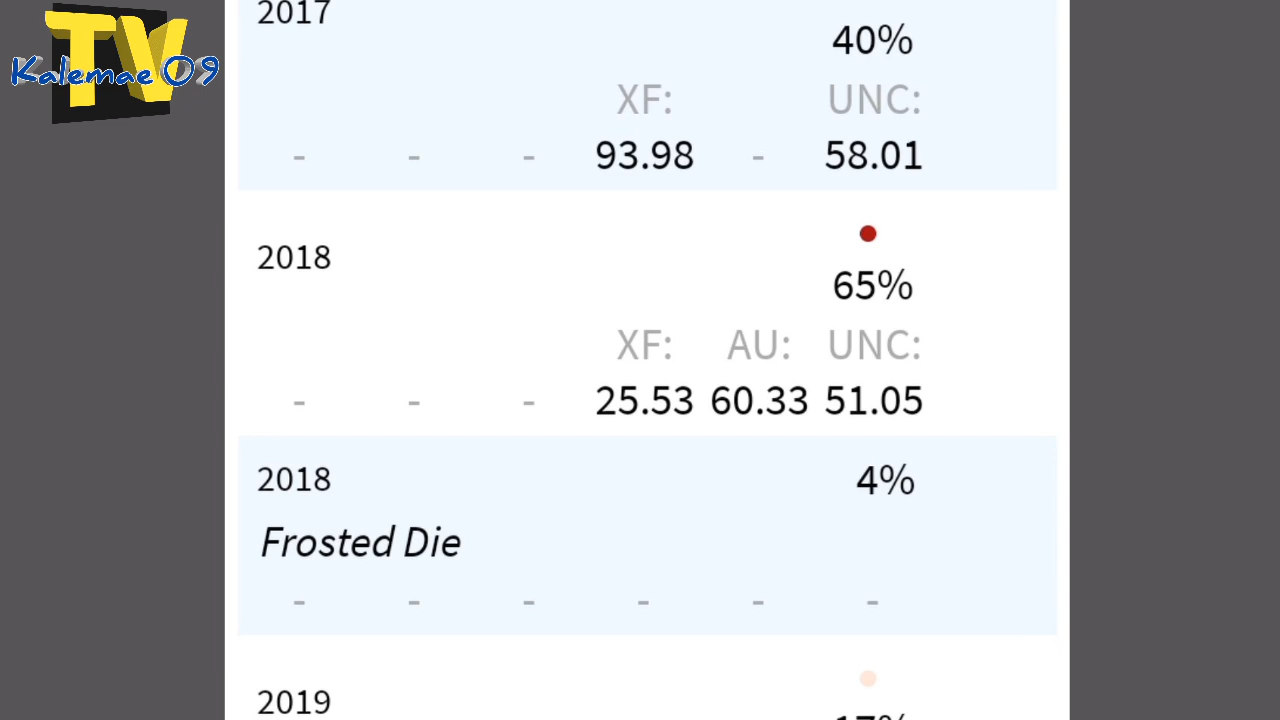 TV
Kalemae 09
2017
40%
XF: UNC:
- - - 93.98 - 58.01
2018
65%
XF: AU: UNC:
- - - 25.53 60.33 51.05
2018 4%
Frosted Die
- - - - - -
2019
17%